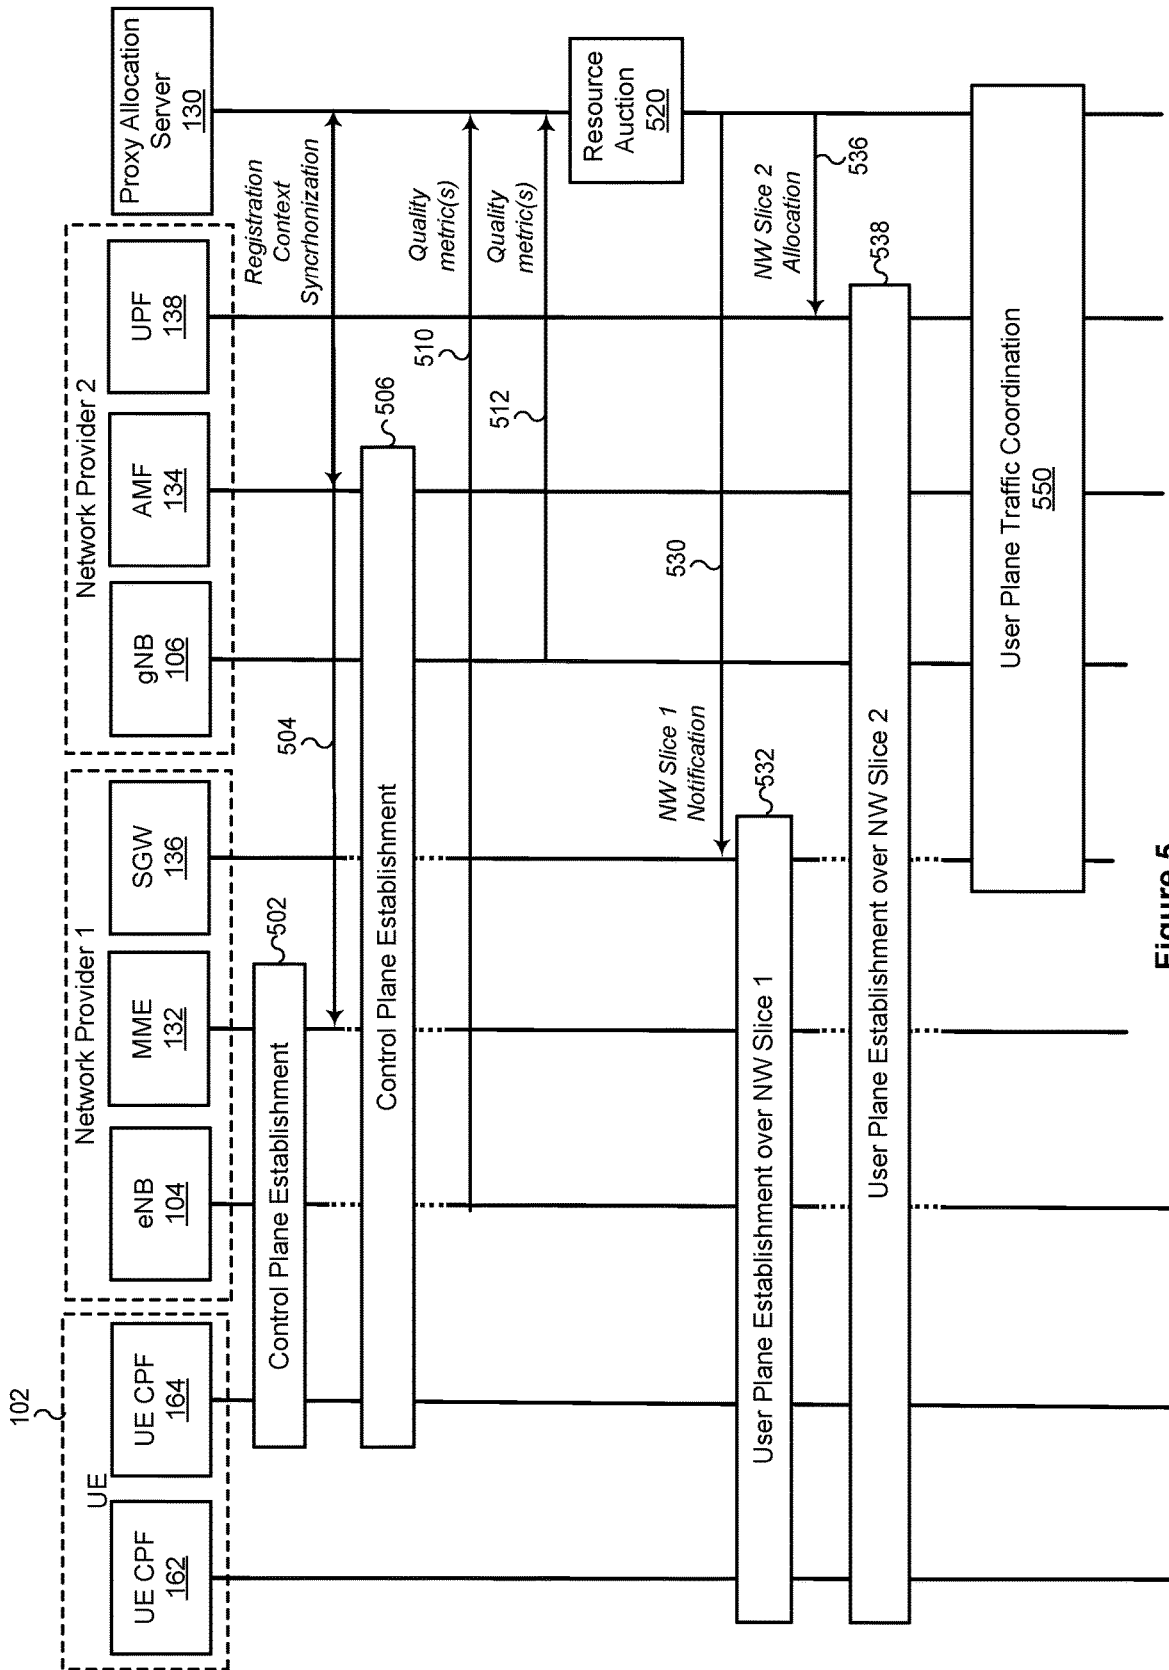 102
UE
UE CPF
162
UE CPF
164
Network Provider 1
eNB
104
MME
132
SGW
136
Network Provider 2
gNB
106
AMF
134
UPF
138
Proxy Allocation
Server
130
Control Plane Establishment
502
504
Registration
Context
Syncrhonization
Control Plane Establishment
506
510
Quality
metric(s)
512
Quality
metric(s)
Resource
Auction
520
NW Slice 1
Notification
530
User Plane Establishment over NW Slice 1
532
NW Slice 2
Allocation
536
User Plane Establishment over NW Slice 2
538
User Plane Traffic Coordination
550
Figure 5